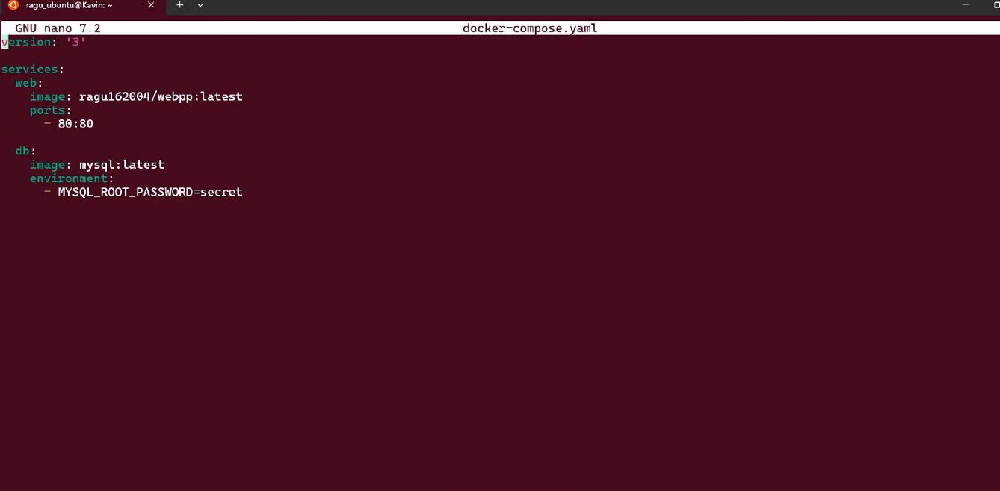 ragu_ubuntu@Kavin: ~
GNU nano 7.2 docker-compose.yaml
version: '3'
services:
  web:
    image: ragu162004/webpp:latest
    ports:
      - 80:80
  db:
    image: mysql:latest
    environment:
      - MYSQL_ROOT_PASSWORD=secret